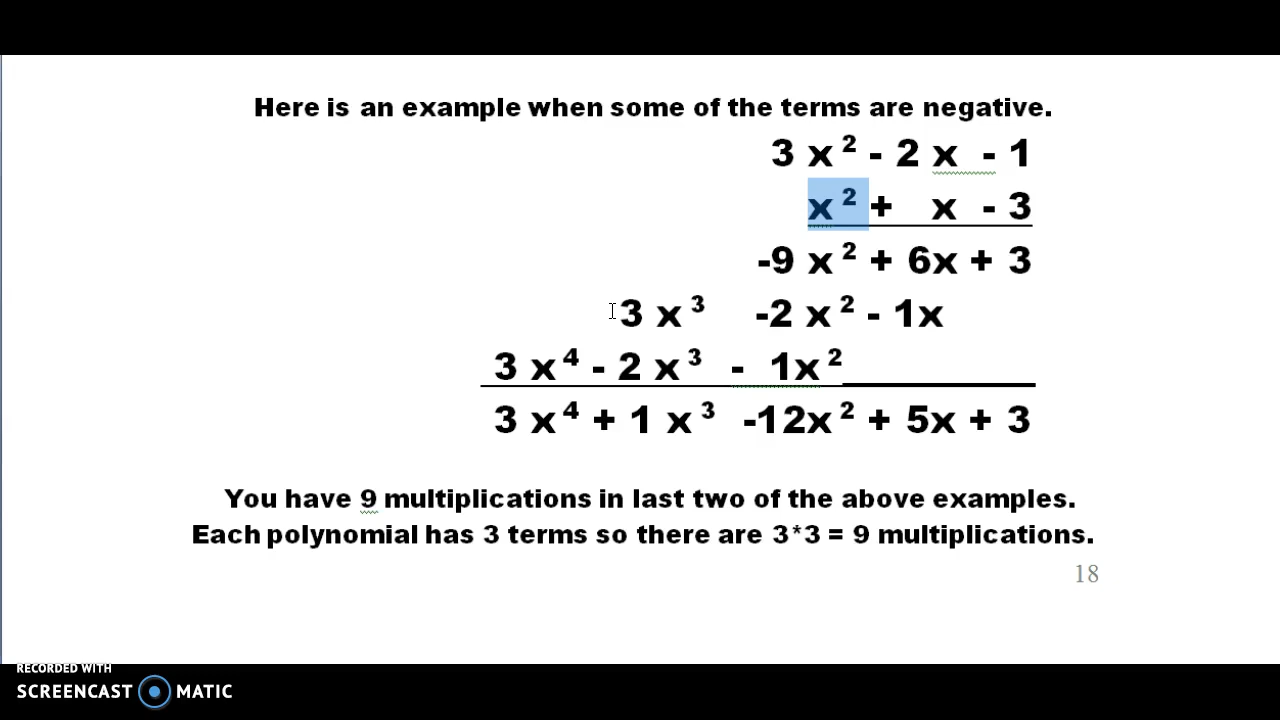 Here is an example when some of the terms are negative.
3 x² - 2 x - 1
x² + x - 3
-9 x² + 6x + 3
3 x³ -2 x² - 1x
3 x⁴ - 2 x³ - 1x²
3 x⁴ + 1 x³ -12x² + 5x + 3
You have 9 multiplications in last two of the above examples.
Each polynomial has 3 terms so there are 3*3 = 9 multiplications.
18
RECORDED WITH
SCREENCAST MATIC